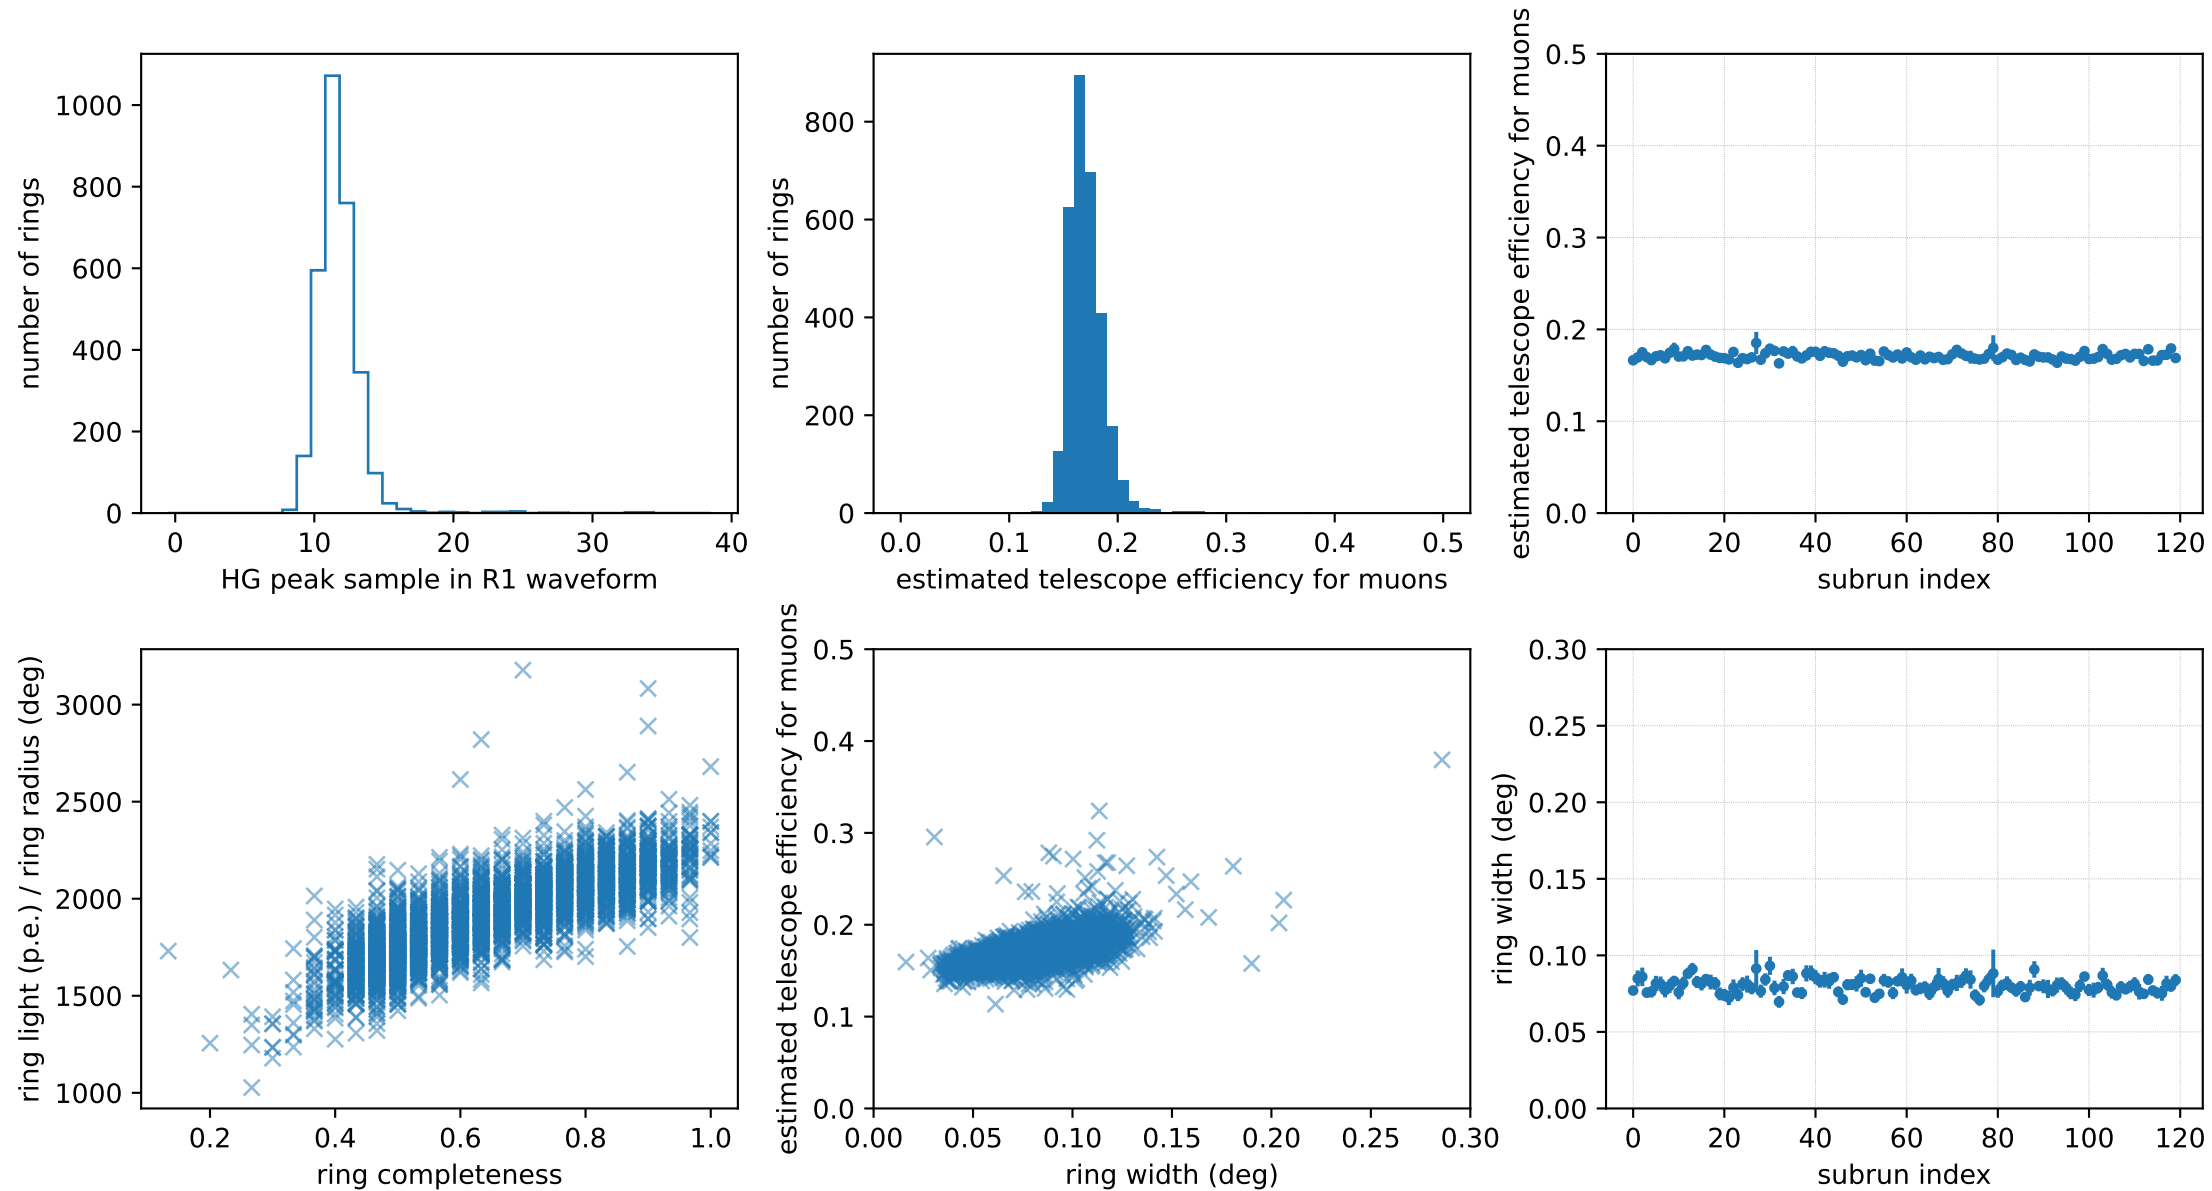 number of rings
1000
800
600
400
200
0
0 10 20 30 40
HG peak sample in R1 waveform
number of rings
800
600
400
200
0
0.0 0.1 0.2 0.3 0.4 0.5
estimated telescope efficiency for muons
estimated telescope efficiency for muons
0.5
0.4
0.3
0.2
0.1
0.0
0 20 40 60 80 100 120
subrun index
ring light (p.e.) / ring radius (deg)
3000
2500
2000
1500
1000
0.2 0.4 0.6 0.8 1.0
ring completeness
estimated telescope efficiency for muons
0.5
0.4
0.3
0.2
0.1
0.0
0.00 0.05 0.10 0.15 0.20 0.25 0.30
ring width (deg)
ring width (deg)
0.30
0.25
0.20
0.15
0.10
0.05
0.00
0 20 40 60 80 100 120
subrun index